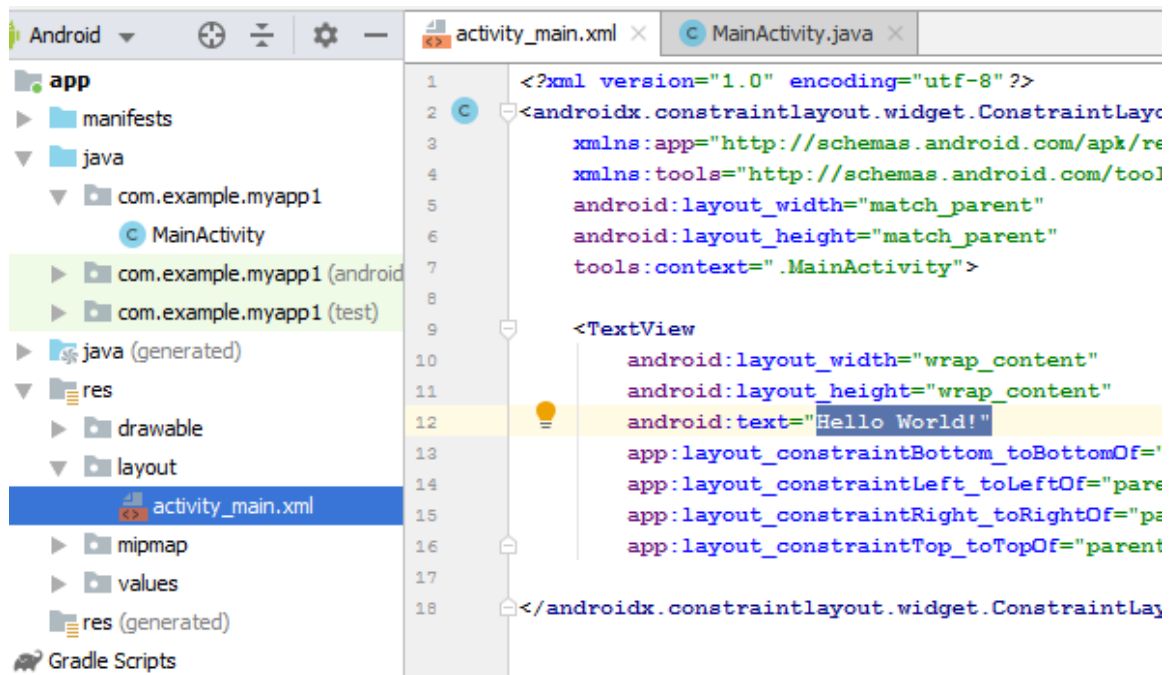 Android
app
manifests
java
com.example.myapp1
MainActivity
com.example.myapp1 (android
com.example.myapp1 (test)
java (generated)
res
drawable
layout
activity_main.xml
mipmap
values
res (generated)
Gradle Scripts
activity_main.xml
MainActivity.java
1 <?xml version="1.0" encoding="utf-8"?>
2 C <androidx.constraintlayout.widget.ConstraintLayo
3 xmlns:app="http://schemas.android.com/apk/re
4 xmlns:tools="http://schemas.android.com/tool
5 android:layout_width="match_parent"
6 android:layout_height="match_parent"
7 tools:context=".MainActivity">
8
9 <TextView
10 android:layout_width="wrap_content"
11 android:layout_height="wrap_content"
12 android:text="Hello World!"
13 app:layout_constraintBottom_toBottomOf="
14 app:layout_constraintLeft_toLeftOf="pare
15 app:layout_constraintRight_toRightOf="pa
16 app:layout_constraintTop_toTopOf="parent
17
18 </androidx.constraintlayout.widget.ConstraintLay